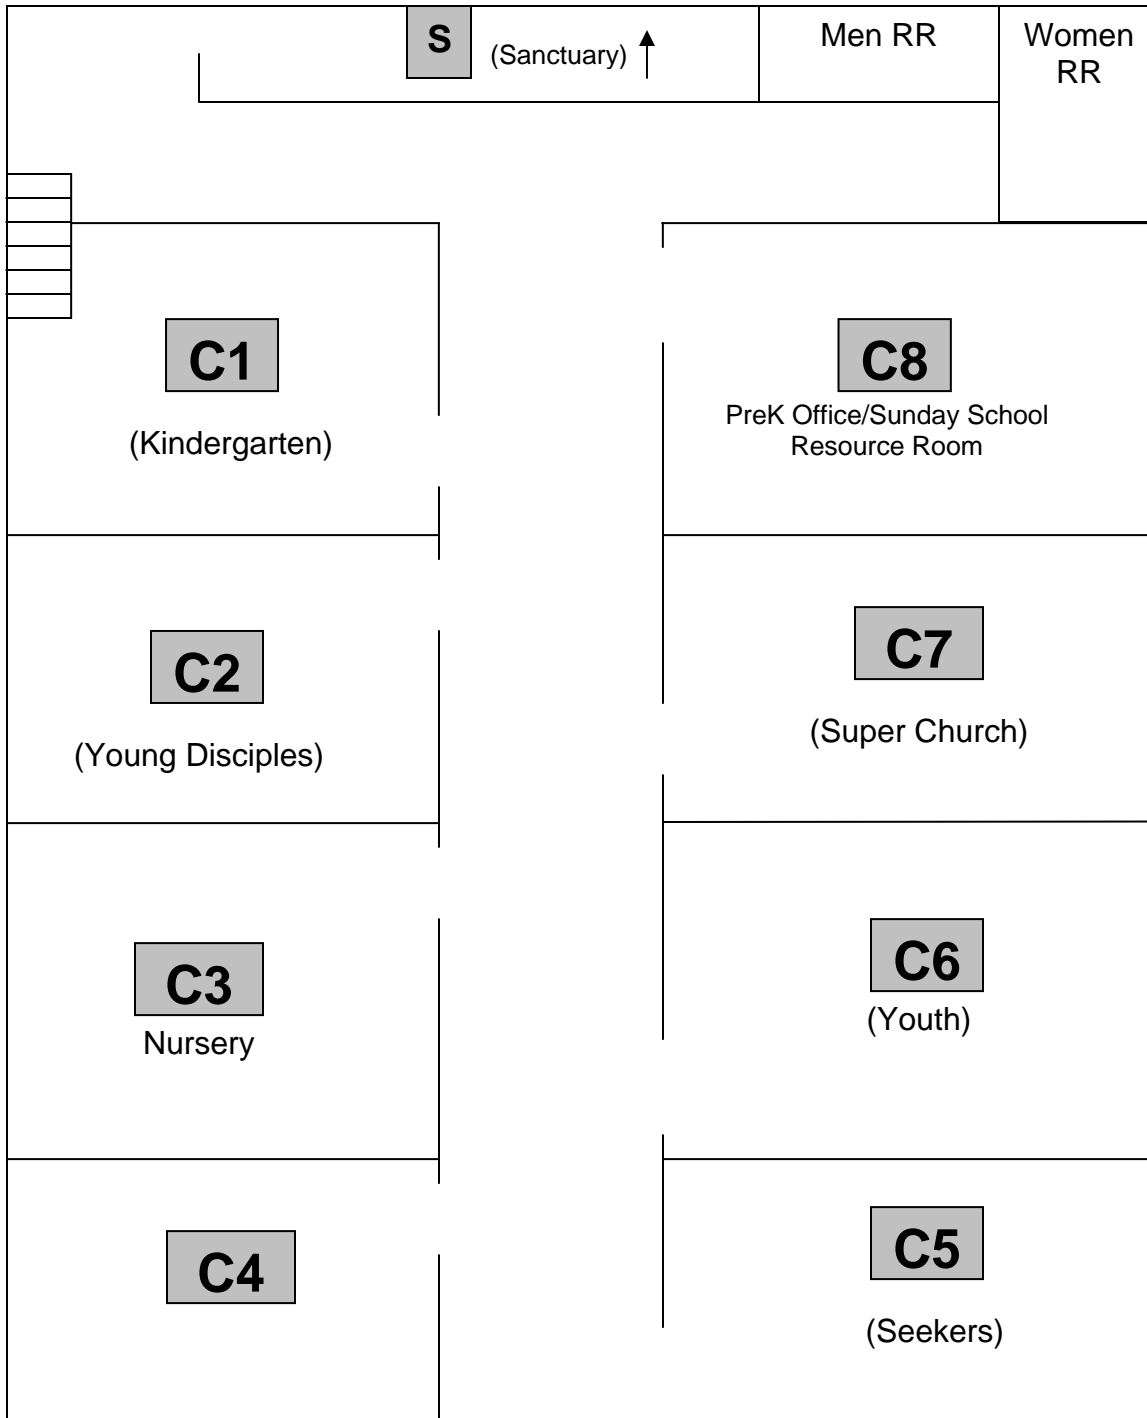 S
(Sanctuary)
Men RR
Women
RR
C1
(Kindergarten)
C8
PreK Office/Sunday School
Resource Room
C2
(Young Disciples)
C7
(Super Church)
C3
Nursery
C6
(Youth)
C4
C5
(Seekers)